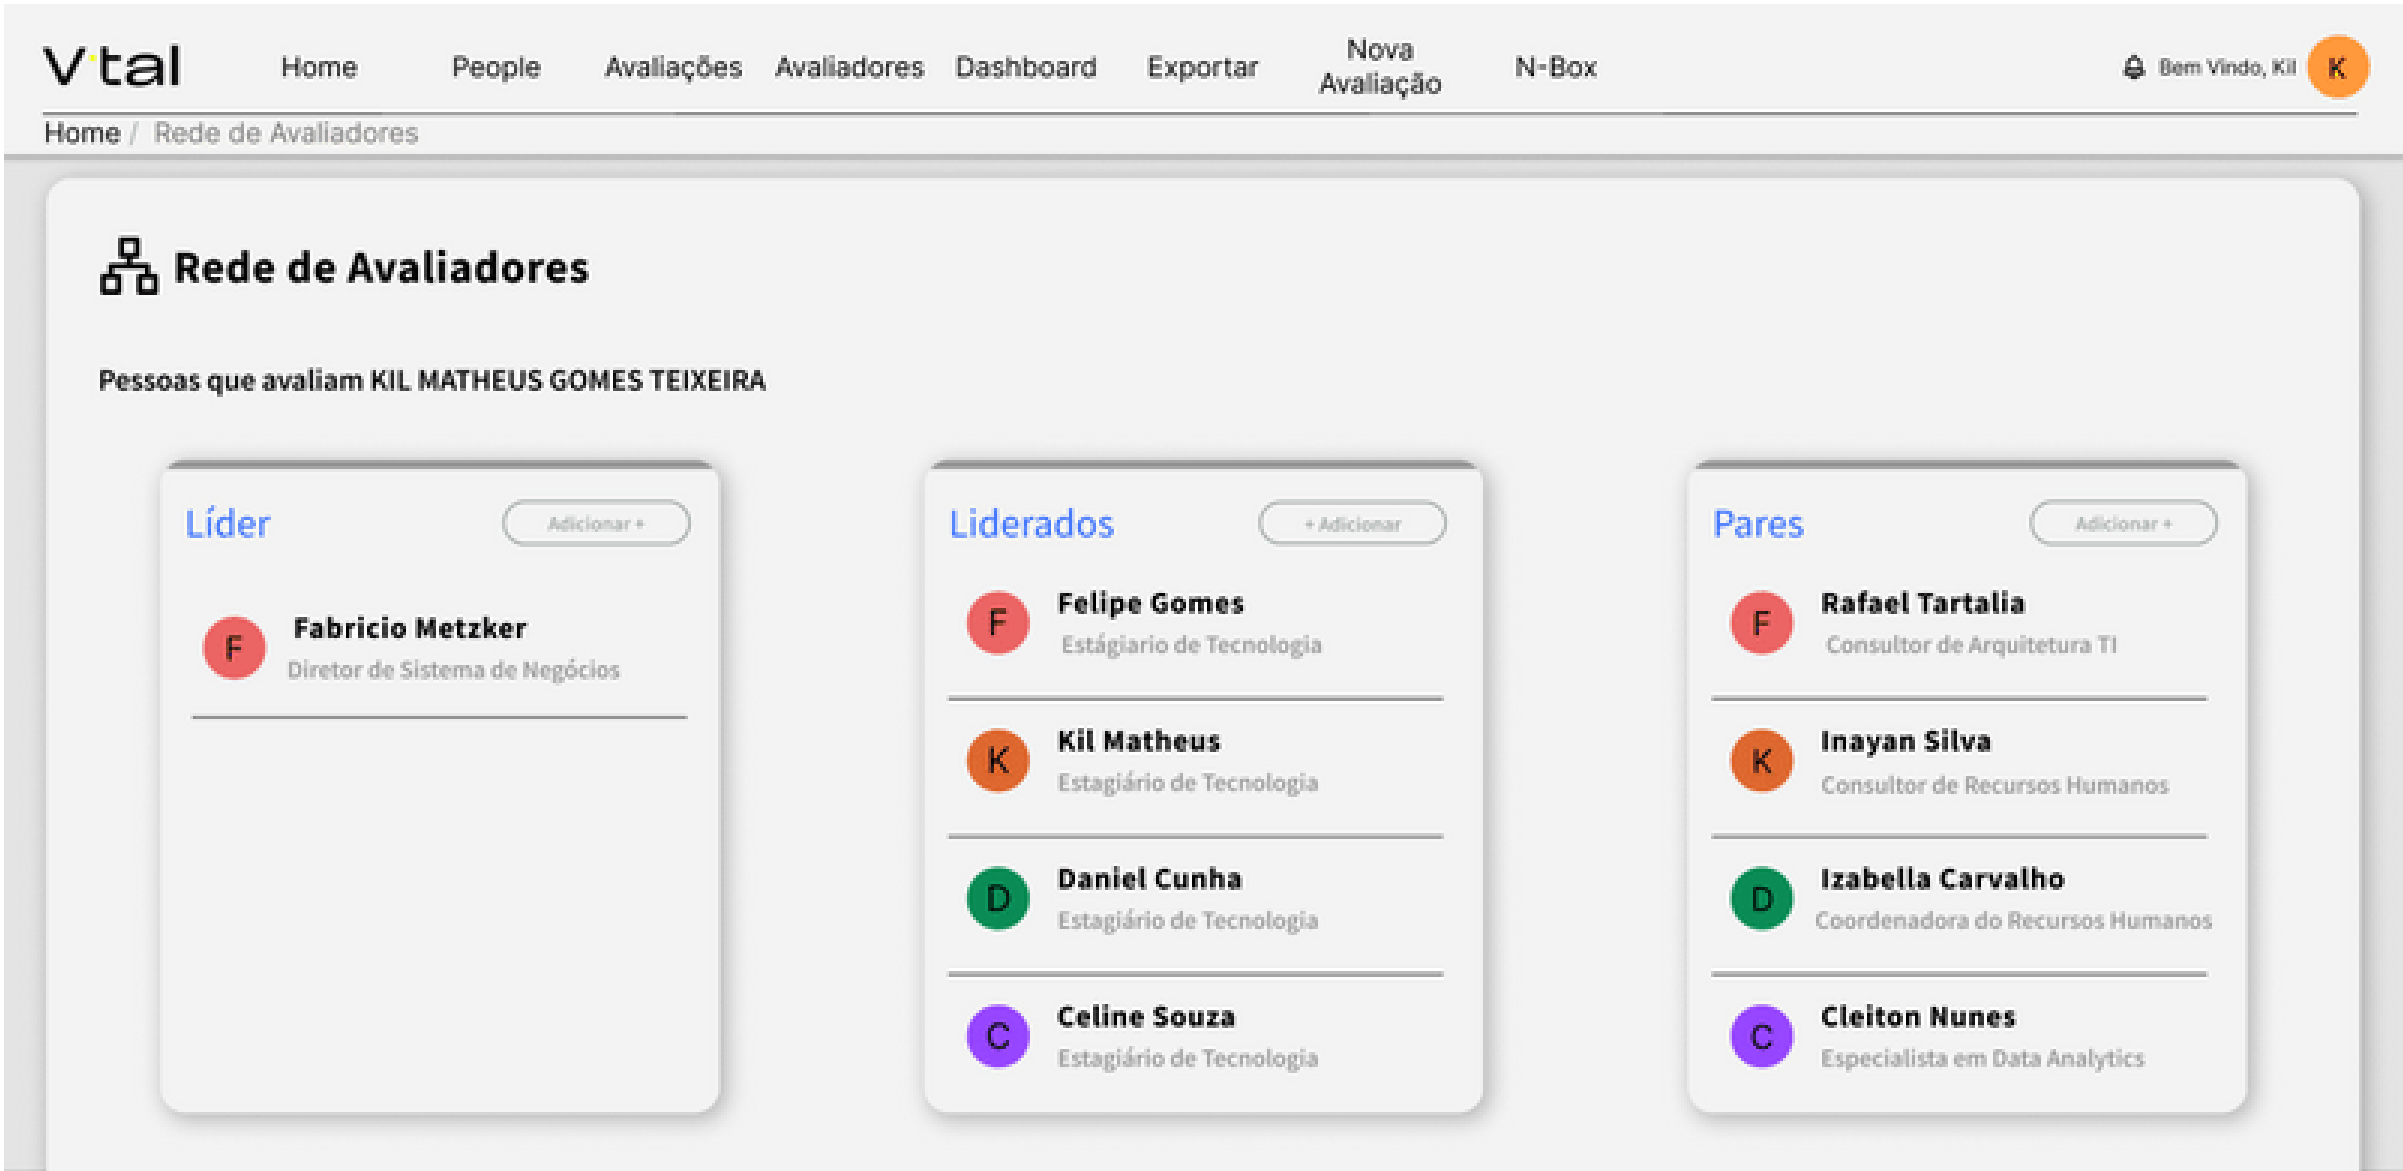 V·tal
Home
People
Avaliações
Avaliadores
Dashboard
Exportar
Nova
Avaliação
N-Box
Bem Vindo, Kil
K
Home / Rede de Avaliadores
Rede de Avaliadores
Pessoas que avaliam KIL MATHEUS GOMES TEIXEIRA
Líder
Adicionar +
F
Fabricio Metzker
Diretor de Sistema de Negócios
Liderados
+ Adicionar
F
Felipe Gomes
Estágiario de Tecnologia
K
Kil Matheus
Estagiário de Tecnologia
D
Daniel Cunha
Estagiário de Tecnologia
C
Celine Souza
Estagiário de Tecnologia
Pares
Adicionar +
F
Rafael Tartalia
Consultor de Arquitetura TI
K
Inayan Silva
Consultor de Recursos Humanos
D
Izabella Carvalho
Coordenadora do Recursos Humanos
C
Cleiton Nunes
Especialista em Data Analytics